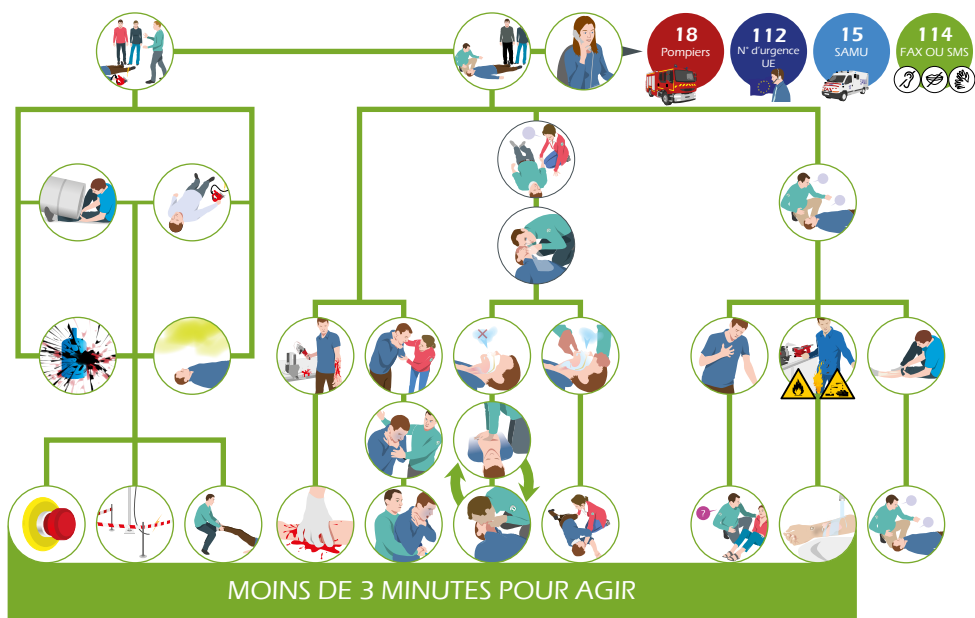 18
Pompiers
112
N° d'urgence
UE
15
SAMU
114
FAX OU SMS
?
MOINS DE 3 MINUTES POUR AGIR